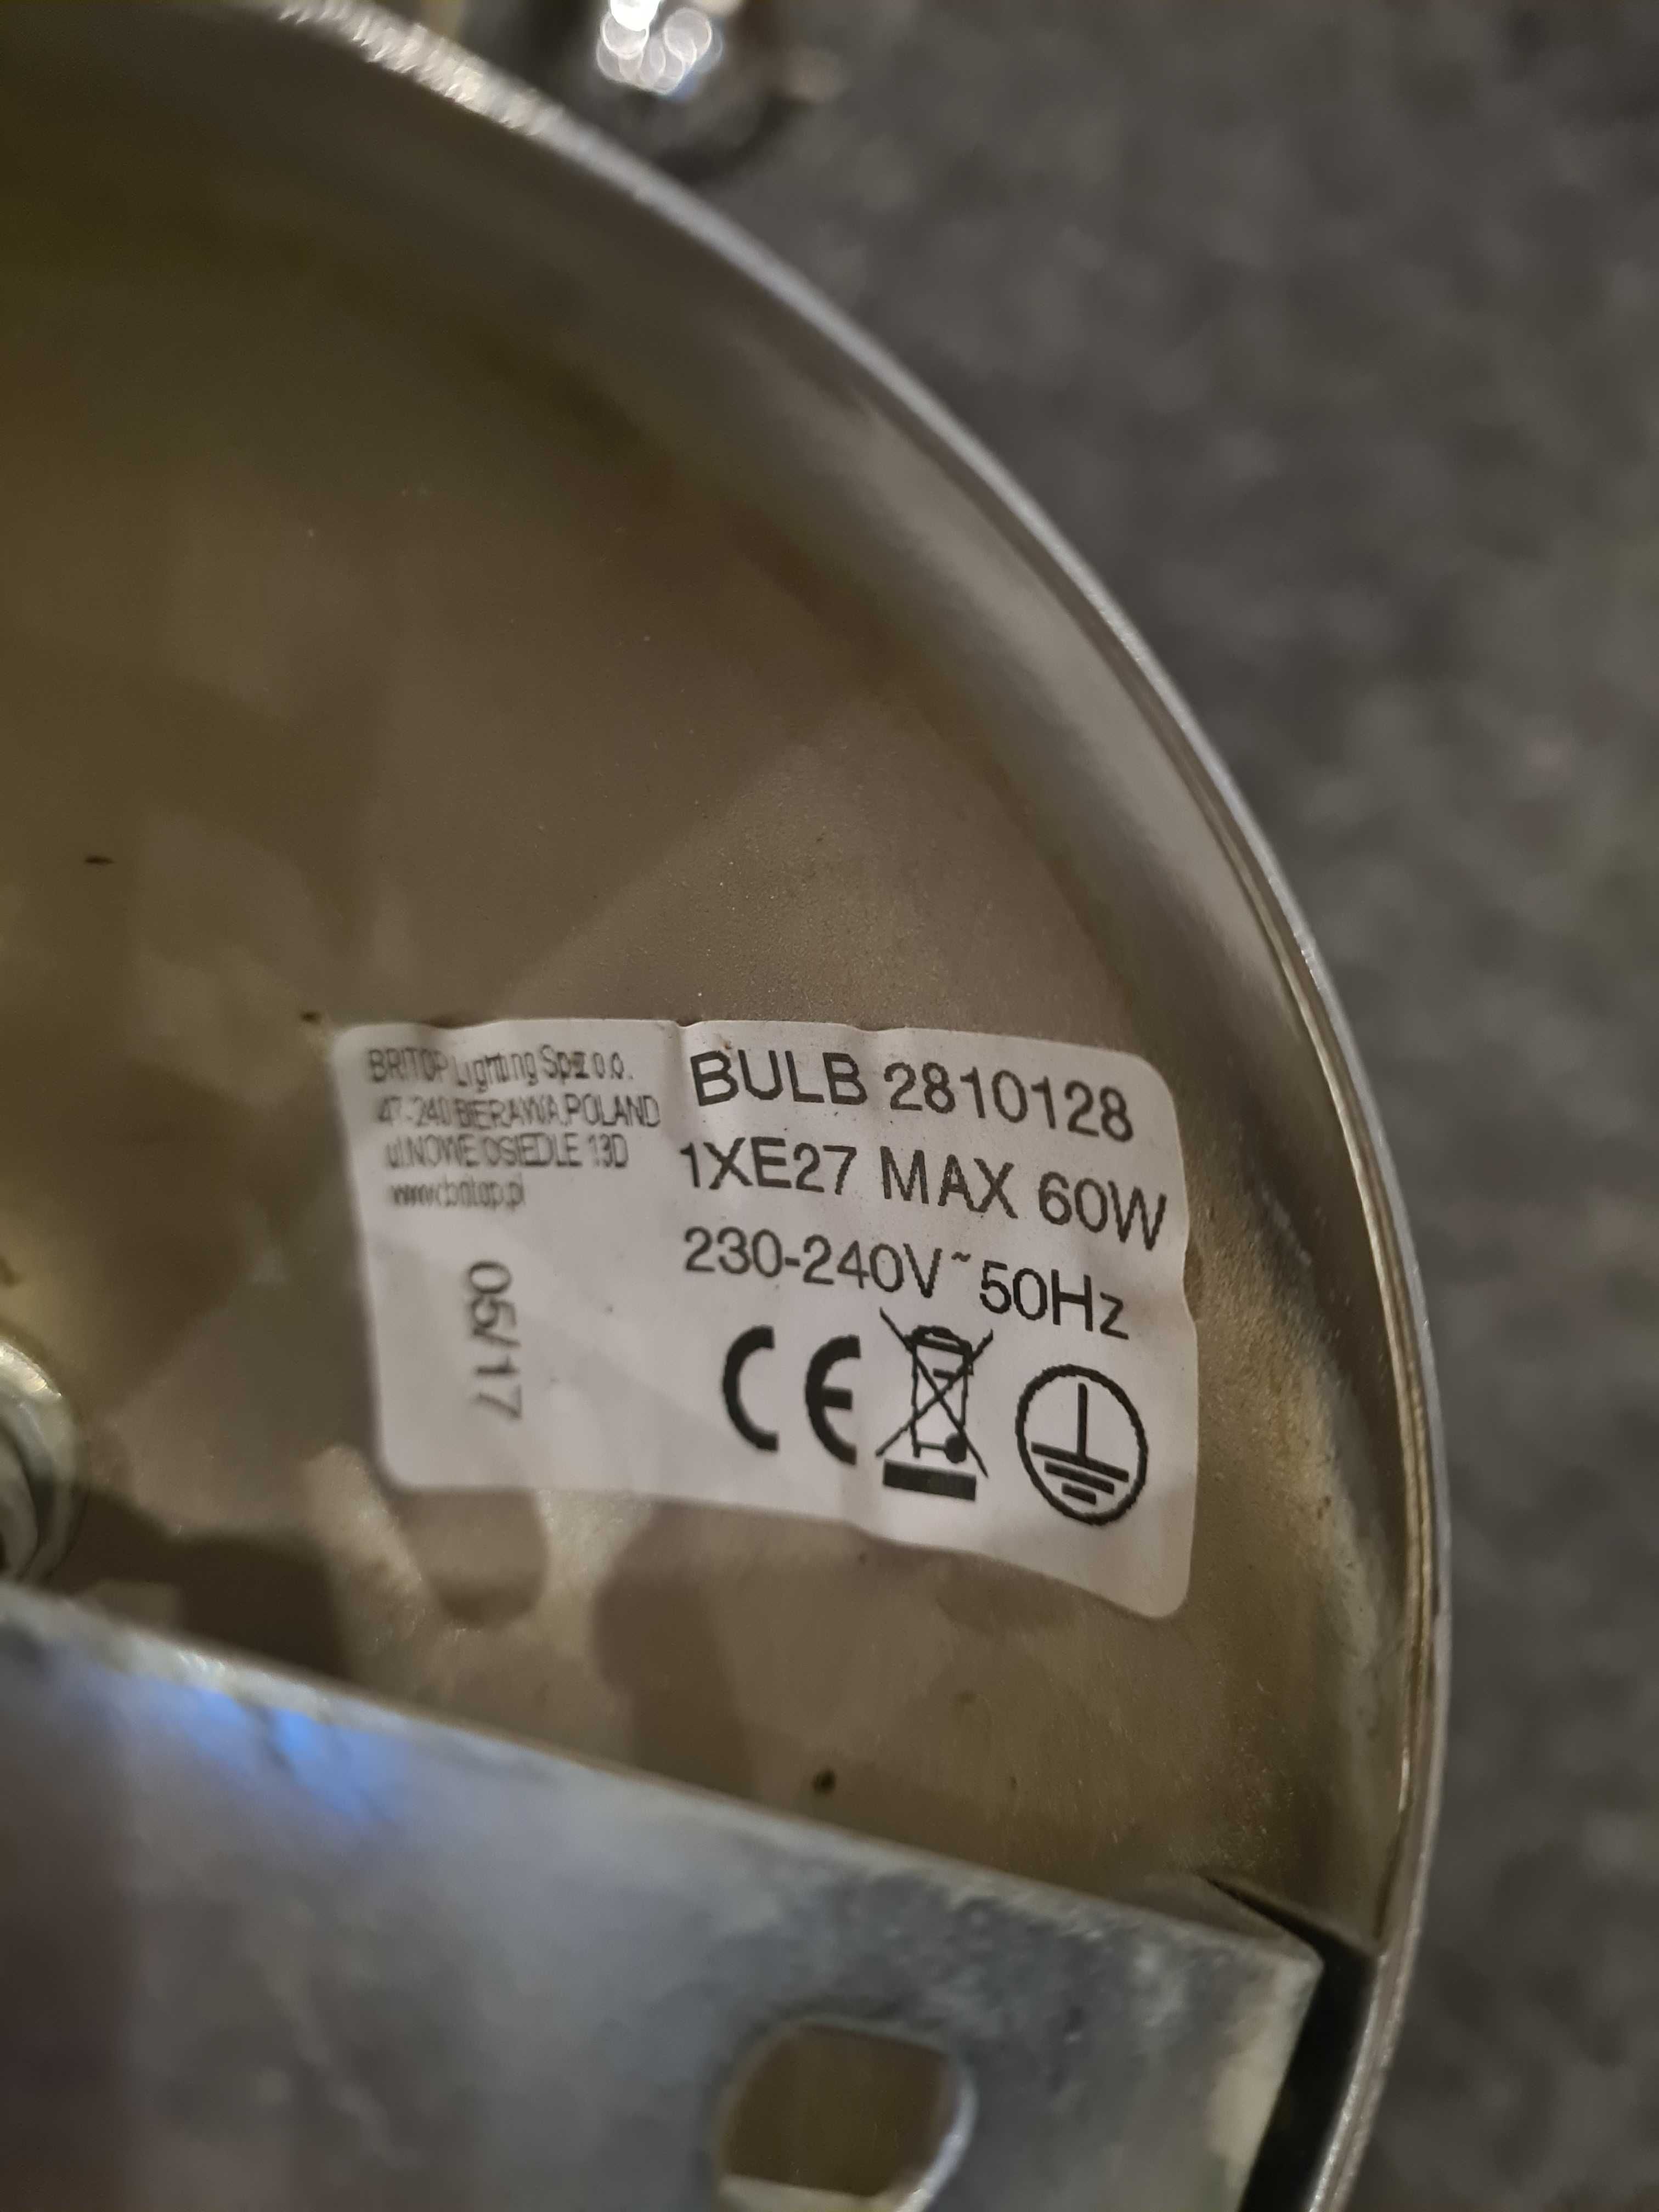 BRITOP Lighting Sp.z o.o.
47-240 BIERAWA, POLAND
ul.NOWE OSIEDLE 13D
05/17
BULB 2810128
1XE27 MAX 60W
230-240V~50Hz
CE